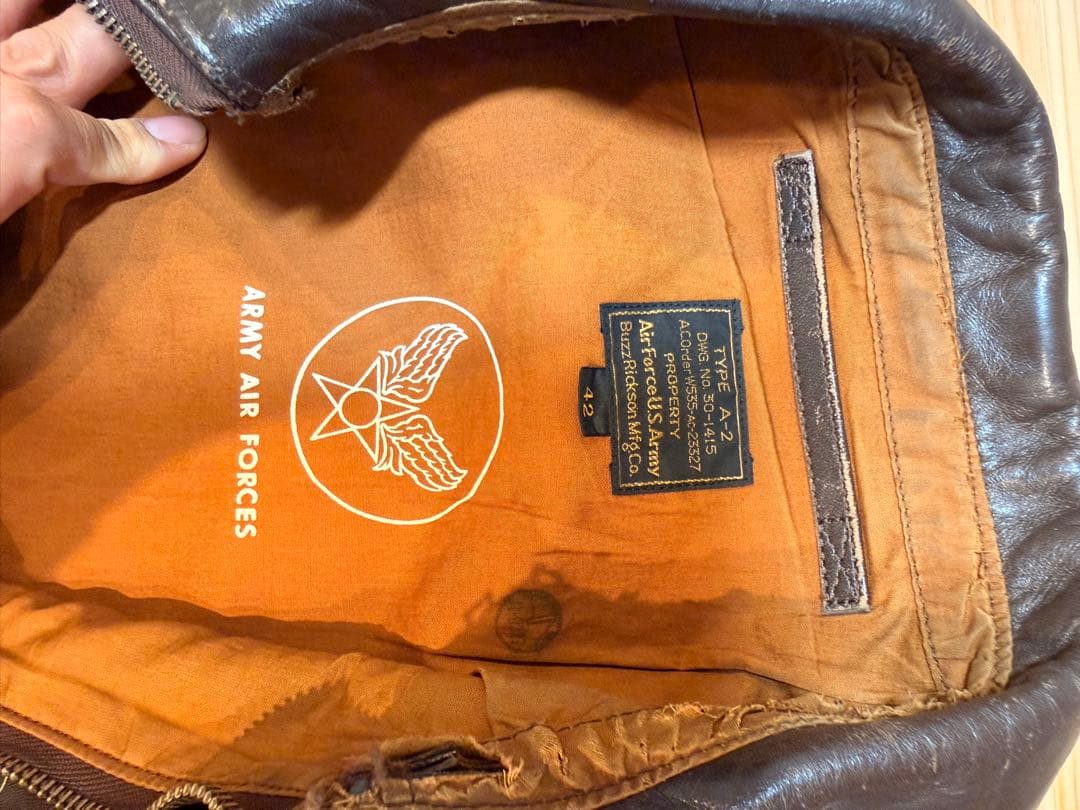 TYPE A-2
DWG. No. 30-1415
A.C.Order W535-AC-23327
PROPERTY
Air Force U.S. Army
Buzz Rickson Mfg. Co.
42
ARMY AIR FORCES